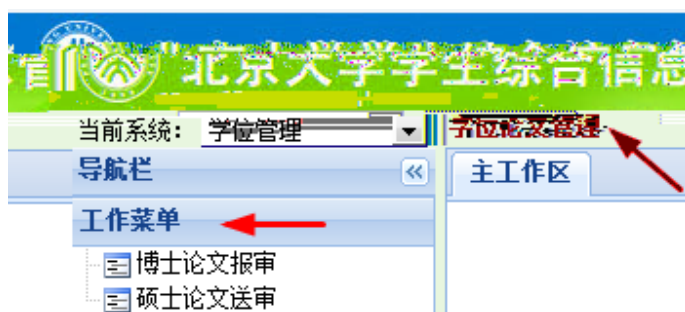 北京大学学生综合信息
当前系统： 学位管理
学位论文管理
导航栏
主工作区
工作菜单
博士论文报审
硕士论文送审